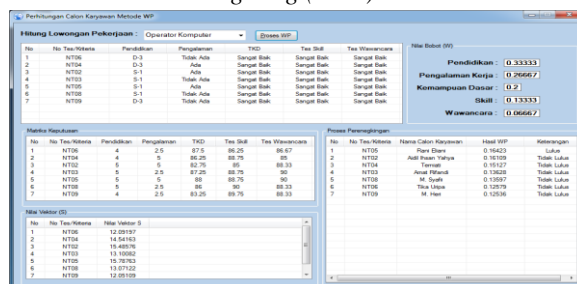 Perhitungan Calon Karyawan Metode WP
Hitung Lowongan Pekerjaan : Operator Komputer Proses WP
No No Tes/Kriteria Pendidikan Pengalaman TKD Tes Skill Tes Wawancara
1 NT06 D-3 Tidak Ada Sangat Baik Sangat Baik Sangat Baik
2 NT04 D-3 Ada Sangat Baik Sangat Baik Sangat Baik
3 NT02 S-1 Ada Sangat Baik Sangat Baik Sangat Baik
4 NT03 S-1 Tidak Ada Sangat Baik Sangat Baik Sangat Baik
5 NT05 S-1 Ada Sangat Baik Sangat Baik Sangat Baik
6 NT08 S-1 Tidak Ada Sangat Baik Sangat Baik Sangat Baik
7 NT09 D-3 Tidak Ada Sangat Baik Sangat Baik Sangat Baik
Nilai Bobot (W)
Pendidikan : 0.33333
Pengalaman Kerja : 0.26667
Kemampuan Dasar : 0.2
Skill : 0.13333
Wawancara : 0.06667
Matriks Keputusan
No No Tes/Kriteria Pendidikan Pengalaman TKD Tes Skill Tes Wawancara
1 NT06 4 2.5 87.5 86.25 86.67
2 NT04 4 5 86.25 88.75 85
3 NT02 5 5 82.75 85 88.33
4 NT03 5 2.5 87.25 88.75 90
5 NT05 5 5 88 88.75 90
6 NT08 5 2.5 86 90 88.33
7 NT09 4 2.5 83.25 89.75 88.33
Nilai Vektor (S)
No No Tes/Kriteria Nilai Vektor S
1 NT06 12.09197
2 NT04 14.54163
3 NT02 15.48576
4 NT03 13.10082
5 NT05 15.78763
6 NT08 13.07122
7 NT09 12.05109
Proses Perengkingan
No No Tes/Kriteria Nama Calon Karyawan Hasil WP Keterangan
1 NT05 Rani Eliani 0.16423 Lulus
2 NT02 Aditl Ihsan Yahya 0.16109 Tidak Lulus
3 NT04 Terniati 0.15127 Tidak Lulus
4 NT03 Amal Rifandi 0.13628 Tidak Lulus
5 NT08 M. Syafii 0.13597 Tidak Lulus
6 NT06 Tika Utipa 0.12579 Tidak Lulus
7 NT09 M. Heri 0.12536 Tidak Lulus